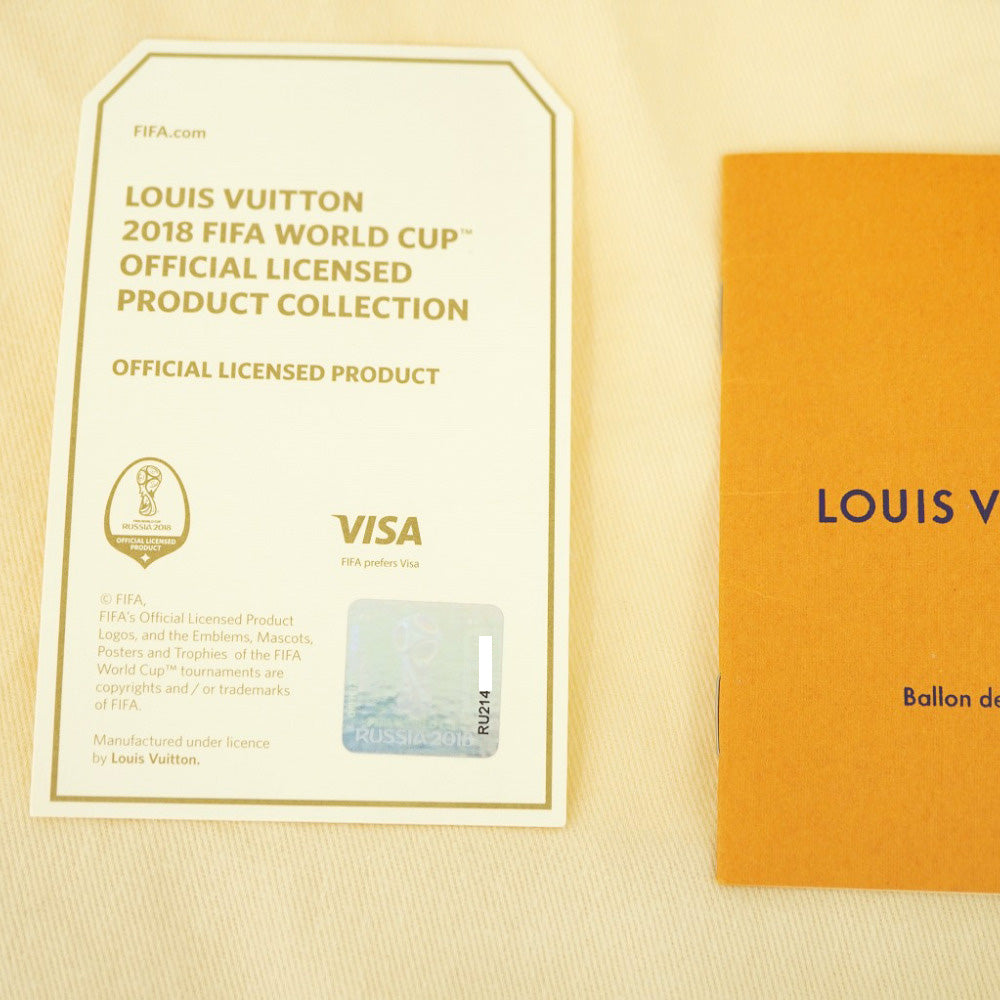 FIFA.com
LOUIS VUITTON
2018 FIFA WORLD CUP™
OFFICIAL LICENSED
PRODUCT COLLECTION
OFFICIAL LICENSED PRODUCT
RUSSIA 2018
OFFICIAL LICENSED
PRODUCT
VISA
FIFA prefers Visa
© FIFA,
FIFA's Official Licensed Product
Logos, and the Emblems, Mascots,
Posters and Trophies of the FIFA
World Cup™ tournaments are
copyrights and / or trademarks
of FIFA.
Manufactured under licence
by Louis Vuitton.
RUSSIA 2018
RU214
LOUIS V
Ballon de